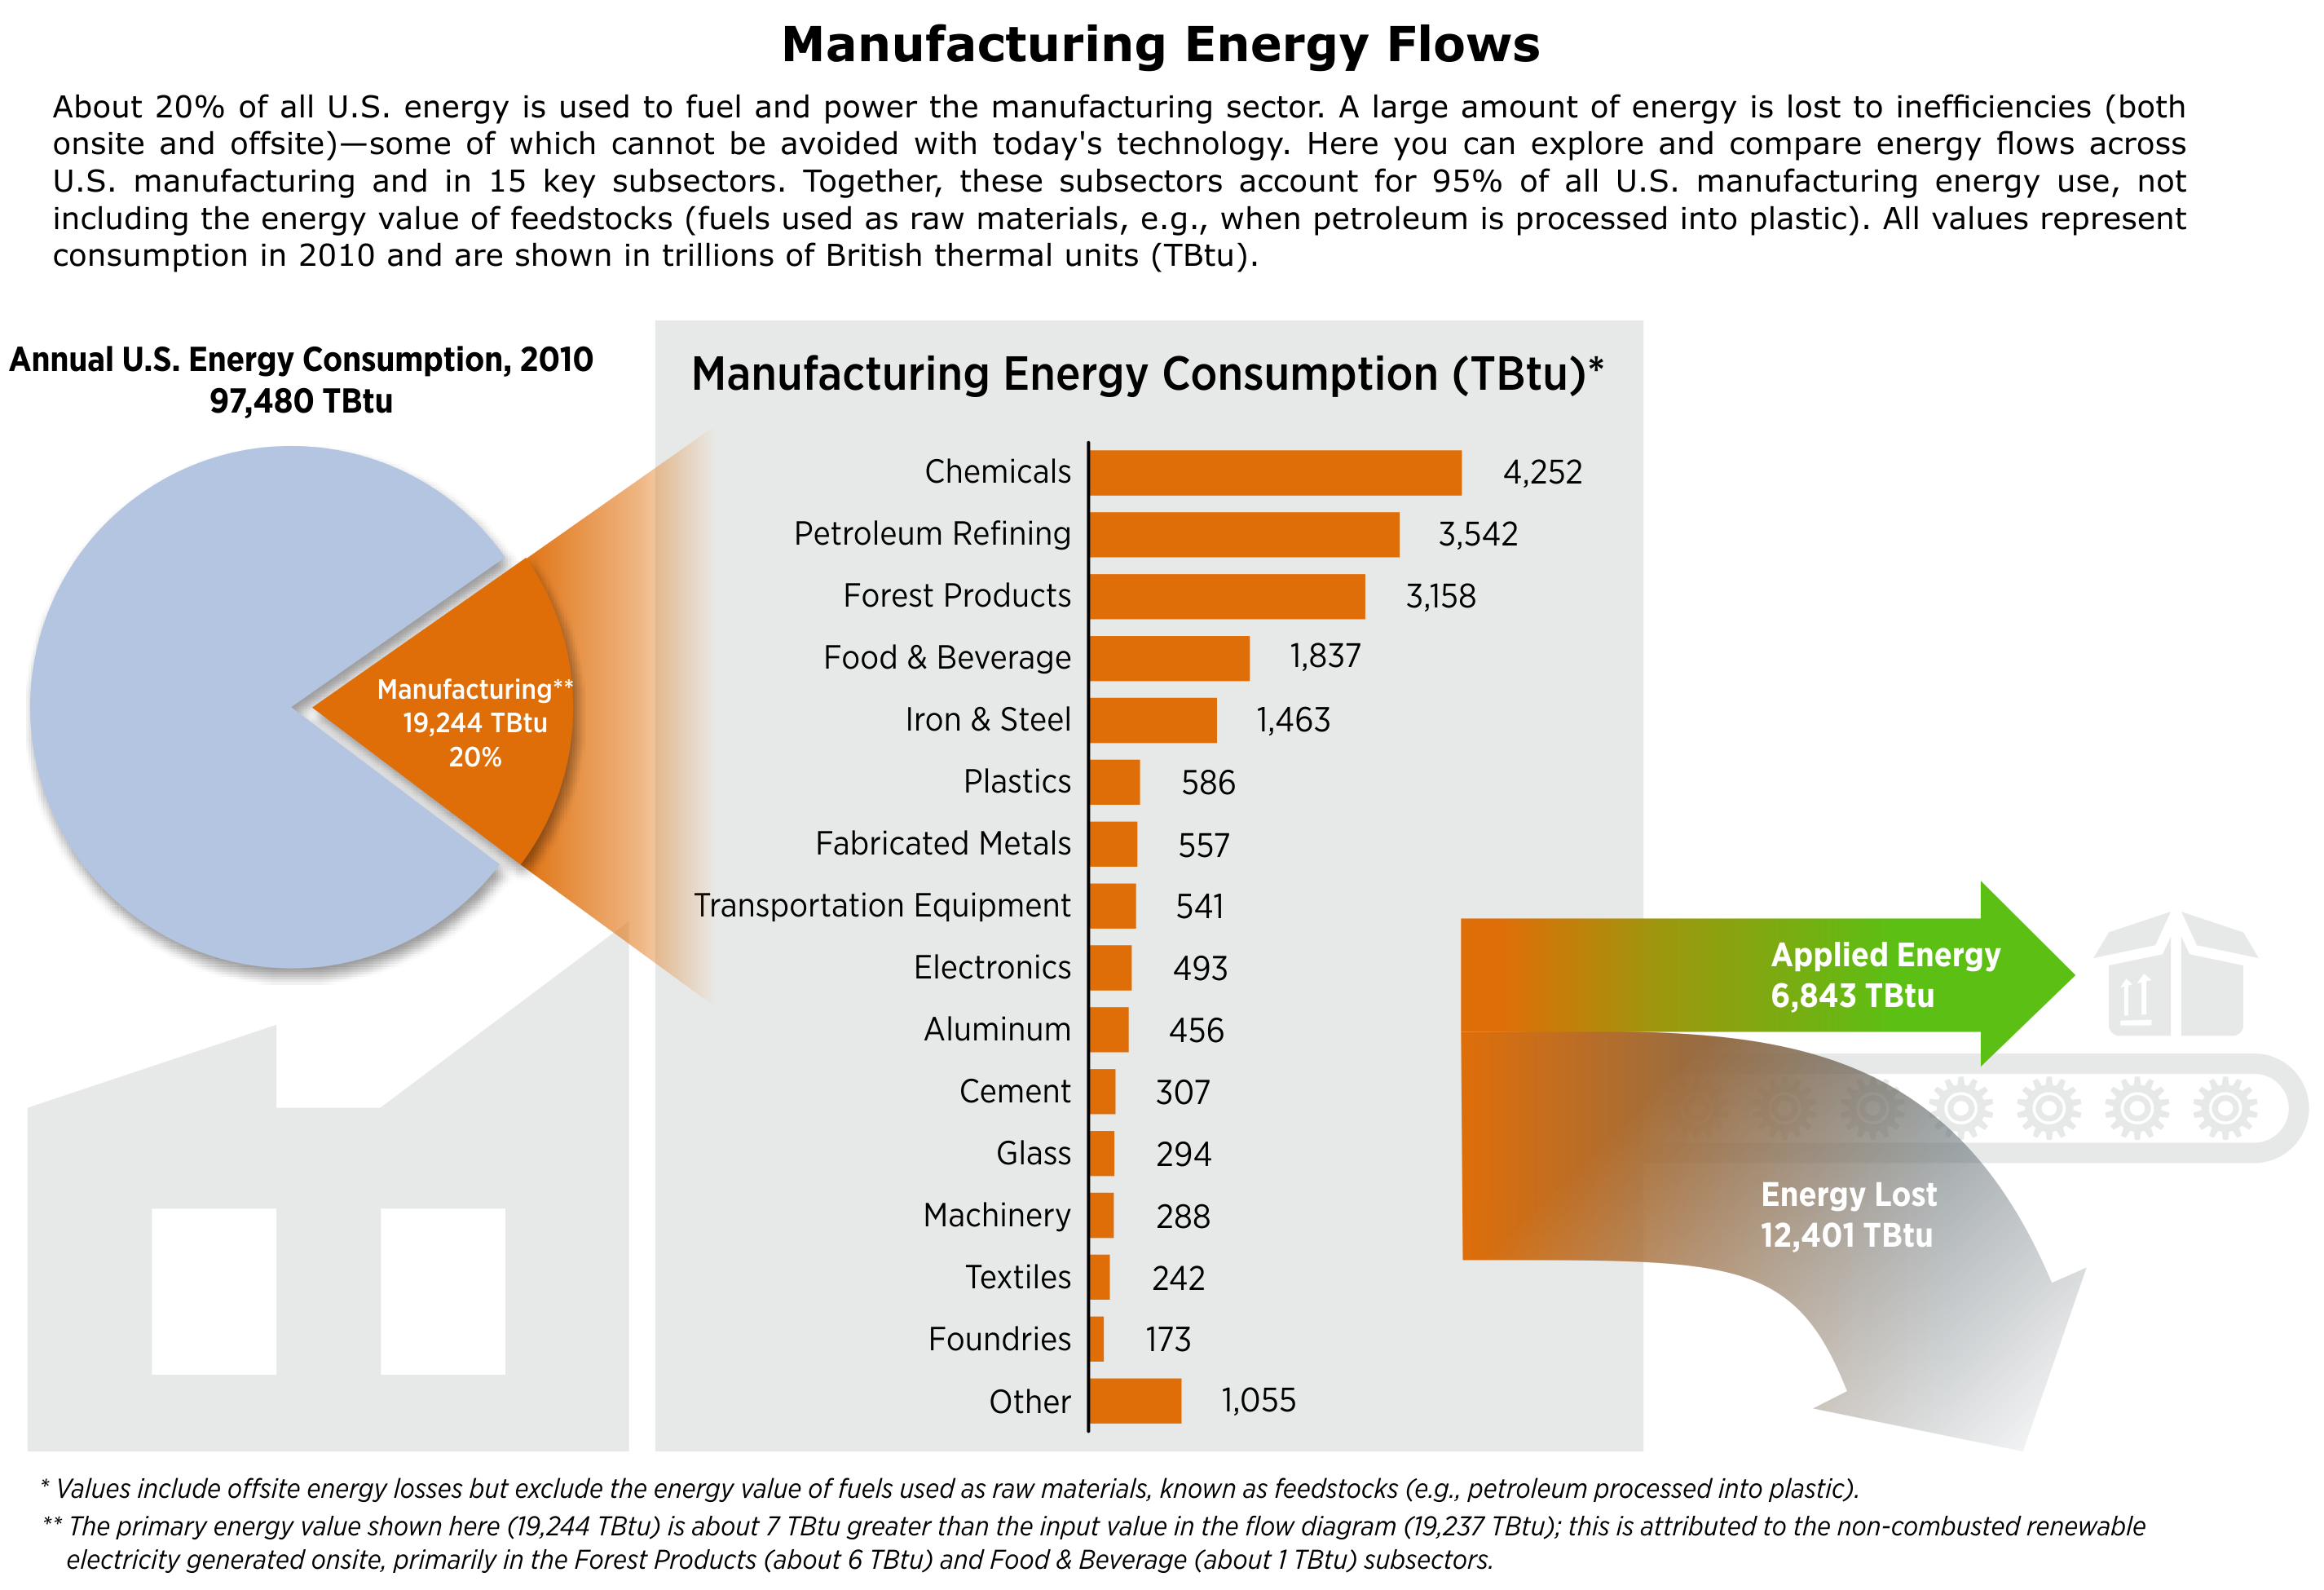 Manufacturing Energy Flows
About 20% of all U.S. energy is used to fuel and power the manufacturing sector. A large amount of energy is lost to inefficiencies (both
onsite and offsite)—some of which cannot be avoided with today's technology. Here you can explore and compare energy flows across
U.S. manufacturing and in 15 key subsectors. Together, these subsectors account for 95% of all U.S. manufacturing energy use, not
including the energy value of feedstocks (fuels used as raw materials, e.g., when petroleum is processed into plastic). All values represent
consumption in 2010 and are shown in trillions of British thermal units (TBtu).
Annual U.S. Energy Consumption, 2010
97,480 TBtu
Manufacturing**
19,244 TBtu
20%
Manufacturing Energy Consumption (TBtu)*
Chemicals 4,252
Petroleum Refining 3,542
Forest Products 3,158
Food & Beverage 1,837
Iron & Steel 1,463
Plastics 586
Fabricated Metals 557
Transportation Equipment 541
Electronics 493
Aluminum 456
Cement 307
Glass 294
Machinery 288
Textiles 242
Foundries 173
Other 1,055
Applied Energy
6,843 TBtu
Energy Lost
12,401 TBtu
* Values include offsite energy losses but exclude the energy value of fuels used as raw materials, known as feedstocks (e.g., petroleum processed into plastic).
** The primary energy value shown here (19,244 TBtu) is about 7 TBtu greater than the input value in the flow diagram (19,237 TBtu); this is attributed to the non-combusted renewable
electricity generated onsite, primarily in the Forest Products (about 6 TBtu) and Food & Beverage (about 1 TBtu) subsectors.